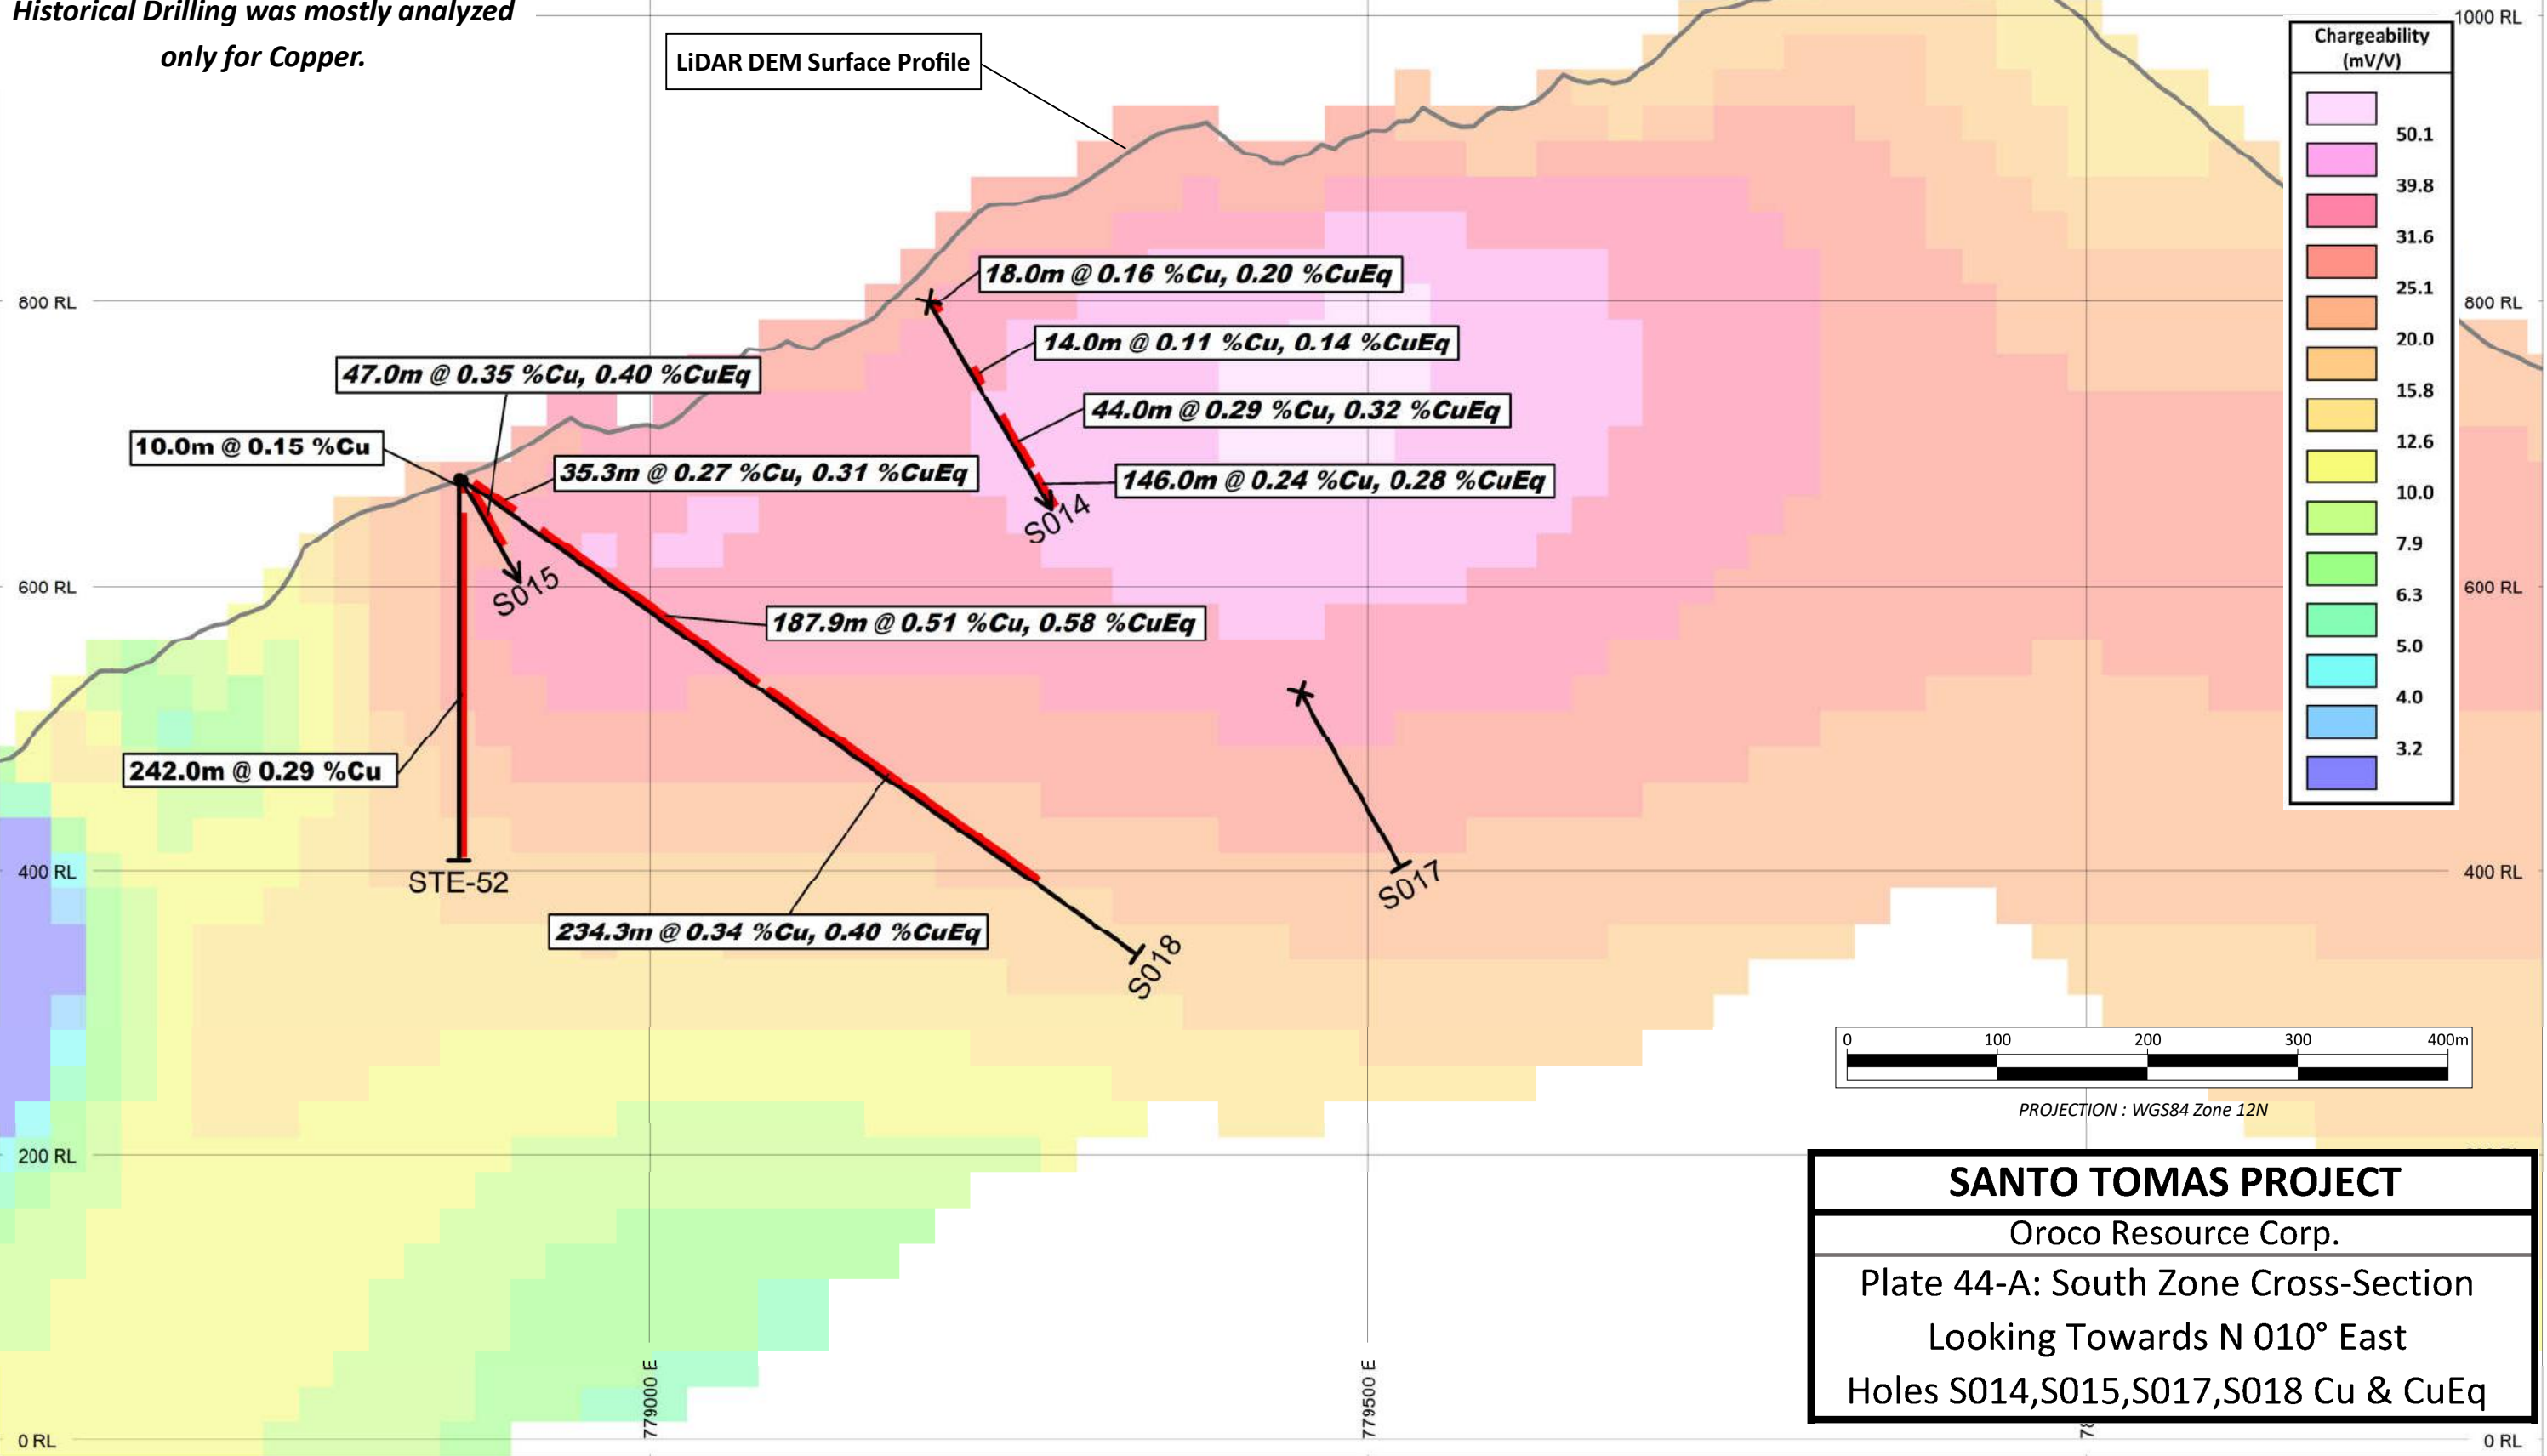 Historical Drilling was mostly analyzed
only for Copper.
LiDAR DEM Surface Profile
1000 RL
Chargeability
(mV/V)
50.1
39.8
31.6
25.1
20.0
15.8
12.6
10.0
7.9
6.3
5.0
4.0
3.2
800 RL
800 RL
18.0m @ 0.16 %Cu, 0.20 %CuEq
14.0m @ 0.11 %Cu, 0.14 %CuEq
47.0m @ 0.35 %Cu, 0.40 %CuEq
44.0m @ 0.29 %Cu, 0.32 %CuEq
10.0m @ 0.15 %Cu
35.3m @ 0.27 %Cu, 0.31 %CuEq
146.0m @ 0.24 %Cu, 0.28 %CuEq
S014
S015
600 RL
600 RL
187.9m @ 0.51 %Cu, 0.58 %CuEq
242.0m @ 0.29 %Cu
400 RL
400 RL
STE-52
S017
234.3m @ 0.34 %Cu, 0.40 %CuEq
S018
0 100 200 300 400m
PROJECTION : WGS84 Zone 12N
200 RL
SANTO TOMAS PROJECT
Oroco Resource Corp.
Plate 44-A: South Zone Cross-Section
Looking Towards N 010° East
Holes S014,S015,S017,S018 Cu & CuEq
779000 E
779500 E
0 RL
0 RL